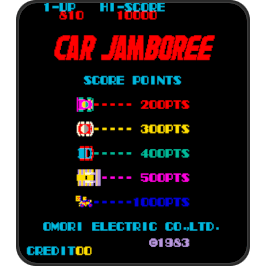 1-UP HI-SCORE
810 10000
CAR JAMBOREE
SCORE POINTS
----- 200PTS
----- 300PTS
----- 400PTS
---- 500PTS
-----1000PTS
OMORI ELECTRIC CO.,LTD.
©1983
CREDIT00